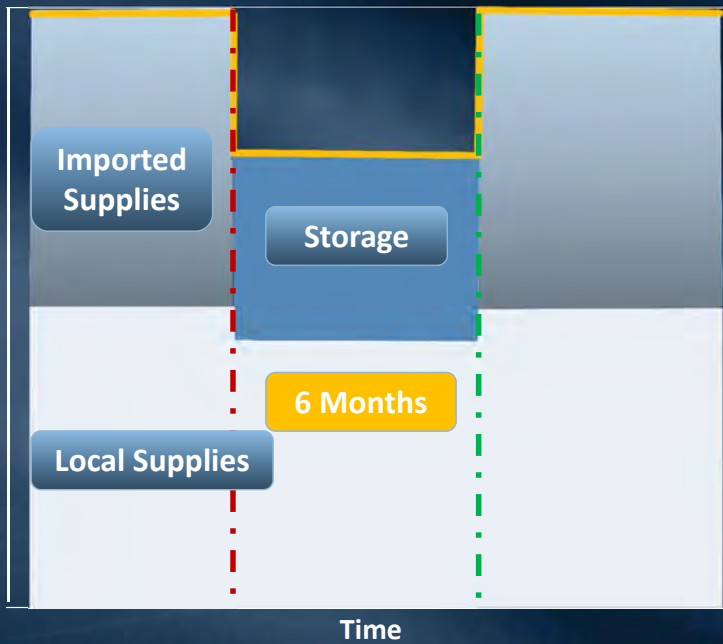 Imported
Supplies
Storage
6 Months
Local Supplies
Time